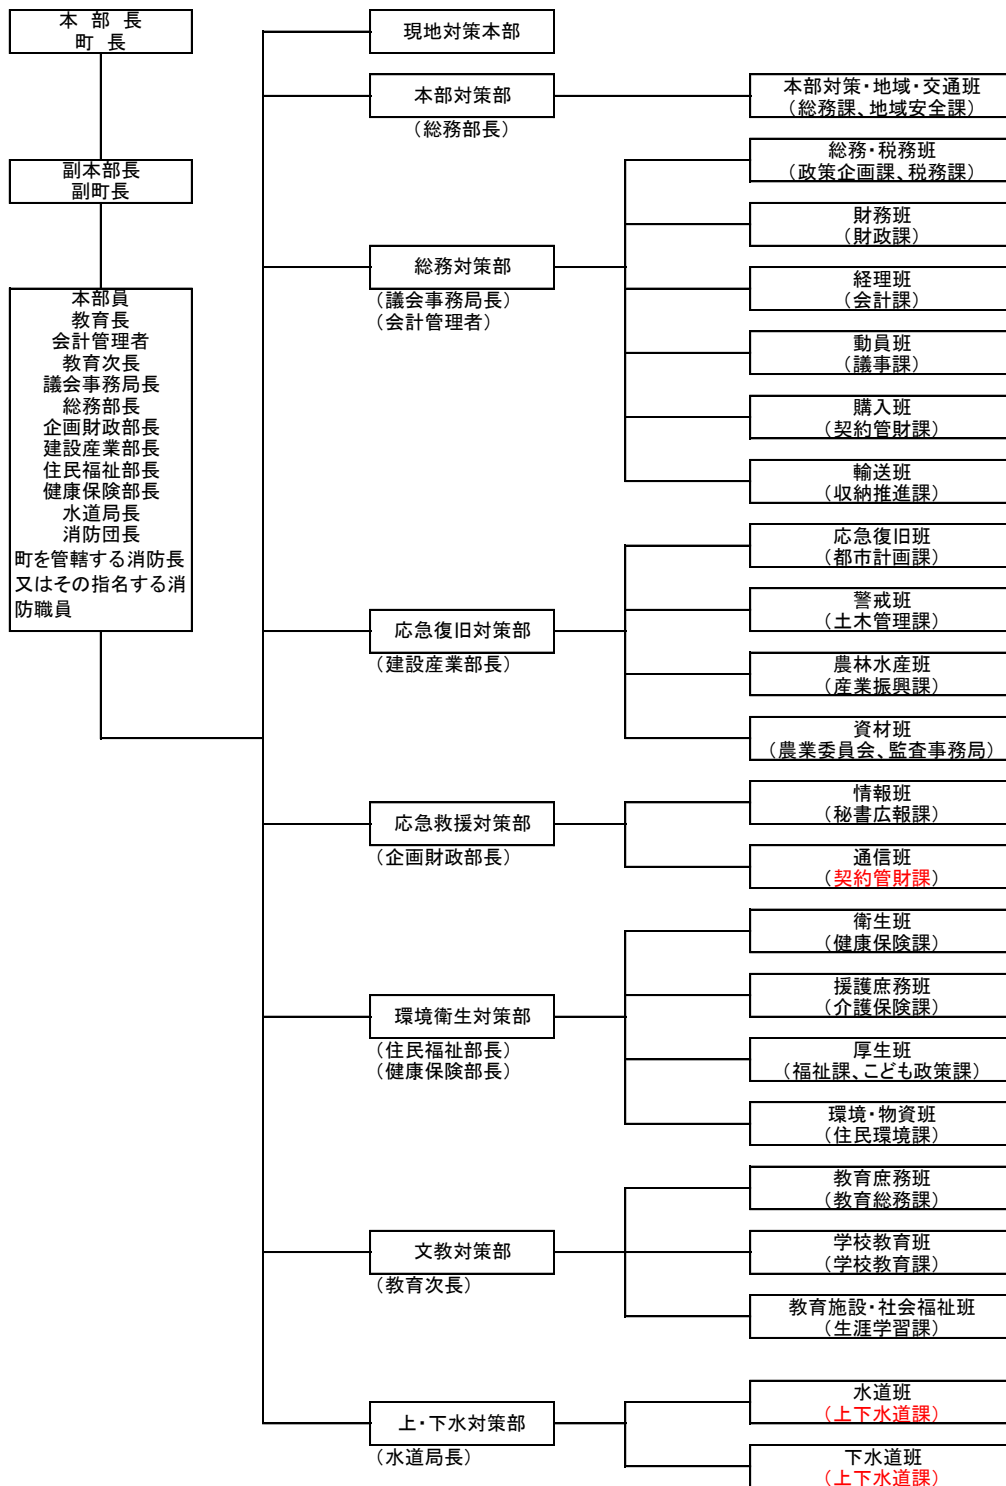 本 部 長
町 長
副本部長
副町長
本部員
教育長
会計管理者
教育次長
議会事務局長
総務部長
企画財政部長
建設産業部長
住民福祉部長
健康保険部長
水道局長
消防団長
町を管轄する消防長
又はその指名する消
防職員
現地対策本部
本部対策部
（総務部長）
本部対策・地域・交通班
（総務課、地域安全課）
総務対策部
（議会事務局長）
（会計管理者）
総務・税務班
（政策企画課、税務課）
財務班
（財政課）
経理班
（会計課）
動員班
（議事課）
購入班
（契約管財課）
輸送班
（収納推進課）
応急復旧対策部
（建設産業部長）
応急復旧班
（都市計画課）
警戒班
（土木管理課）
農林水産班
（産業振興課）
資材班
（農業委員会、監査事務局）
応急救援対策部
（企画財政部長）
情報班
（秘書広報課）
通信班
（契約管財課）
環境衛生対策部
（住民福祉部長）
（健康保険部長）
衛生班
（健康保険課）
援護庶務班
（介護保険課）
厚生班
（福祉課、こども政策課）
環境・物資班
（住民環境課）
文教対策部
（教育次長）
教育庶務班
（教育総務課）
学校教育班
（学校教育課）
教育施設・社会福祉班
（生涯学習課）
上・下水対策部
（水道局長）
水道班
（上下水道課）
下水道班
（上下水道課）